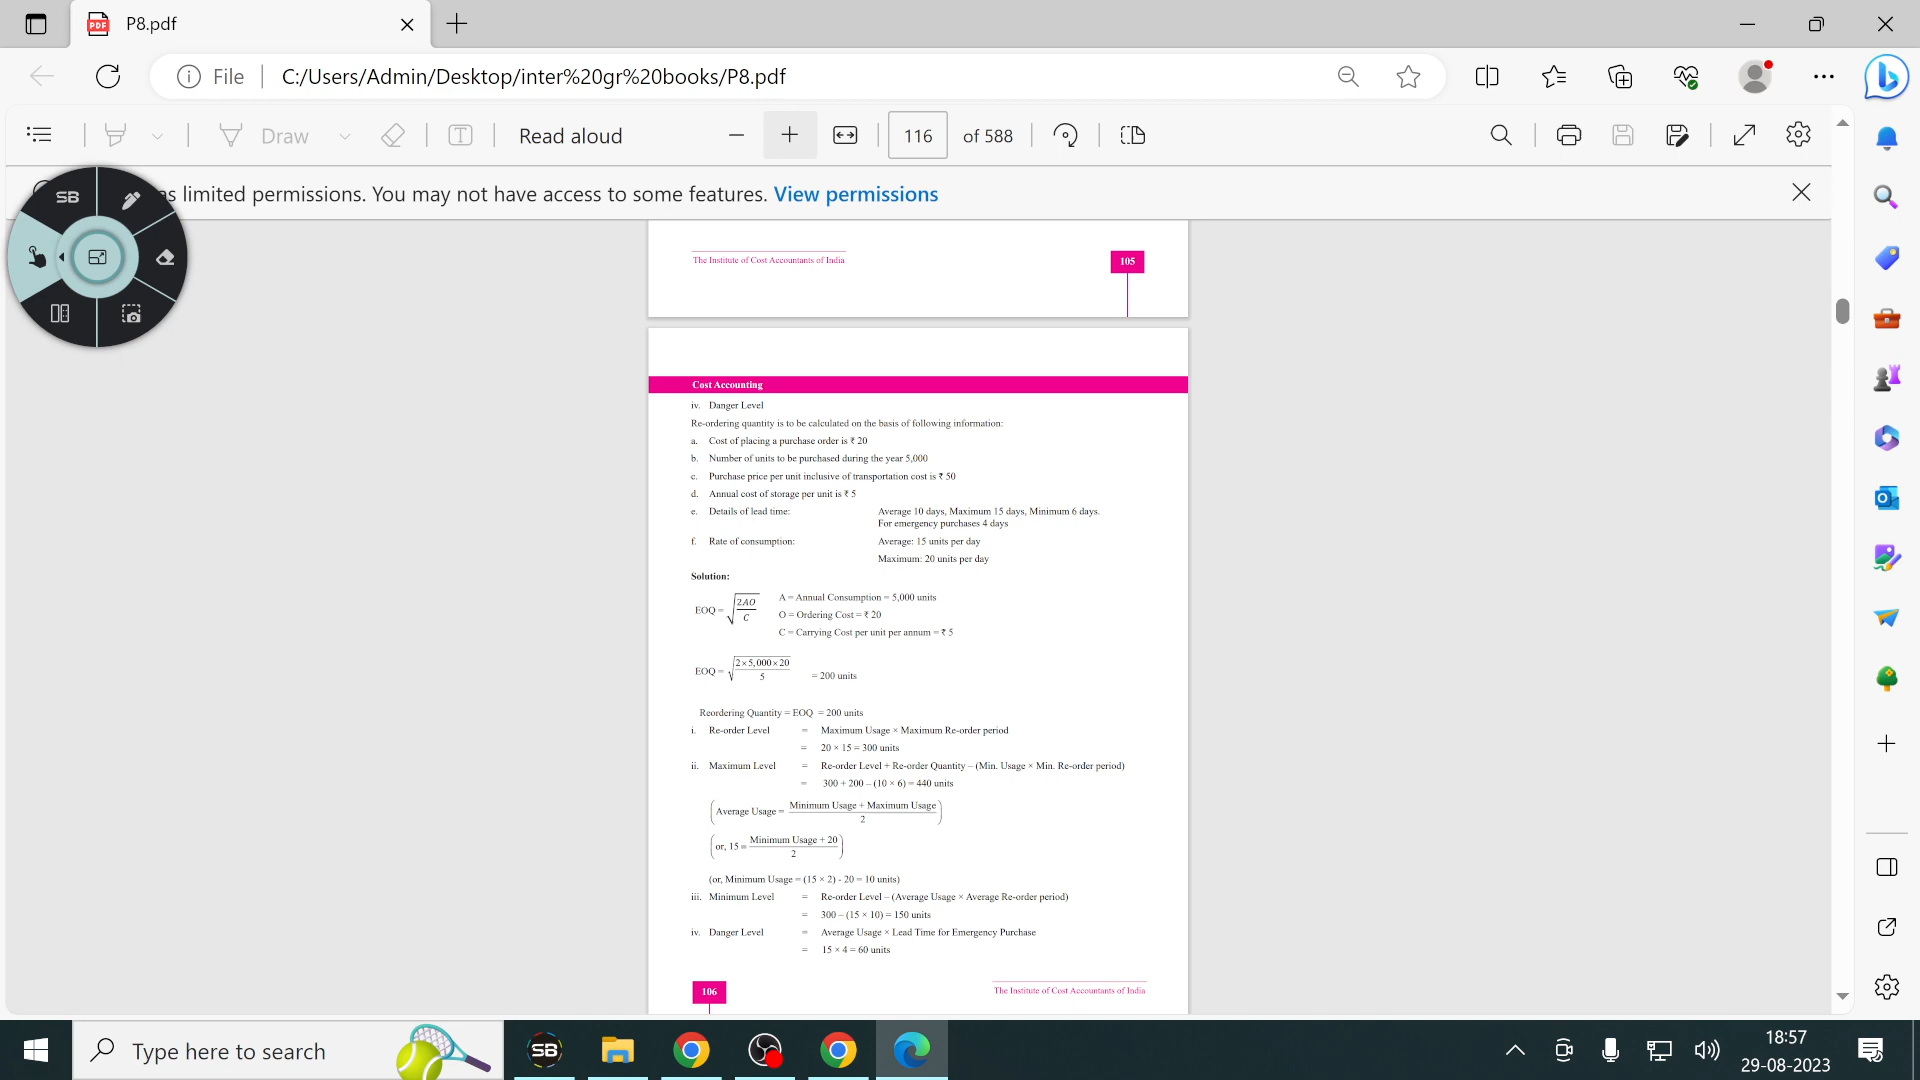 P8.pdf
File
C:/Users/Admin/Desktop/inter%20gr%20books/P8.pdf
Draw
Read aloud
116 of 588
as limited permissions. You may not have access to some features. View permissions
SB
The Institute of Cost Accountants of India
105
Cost Accounting
iv. Danger Level
Re-ordering quantity is to be calculated on the basis of following information:
a. Cost of placing a purchase order is ₹ 20
b. Number of units to be purchased during the year 5,000
c. Purchase price per unit inclusive of transportation cost is ₹ 50
d. Annual cost of storage per unit is ₹ 5
e. Details of lead time: Average 10 days, Maximum 15 days, Minimum 6 days.
For emergency purchases 4 days
f. Rate of consumption: Average: 15 units per day
Maximum: 20 units per day
Solution:
EOQ = √(2AO/C) A = Annual Consumption = 5,000 units
O = Ordering Cost = ₹ 20
C = Carrying Cost per unit per annum = ₹ 5
EOQ = √(2×5,000×20/5) = 200 units
Reordering Quantity = EOQ = 200 units
i. Re-order Level = Maximum Usage × Maximum Re-order period
= 20 × 15 = 300 units
ii. Maximum Level = Re-order Level + Re-order Quantity – (Min. Usage × Min. Re-order period)
= 300 + 200 – (10 × 6) = 440 units
(Average Usage = Minimum Usage + Maximum Usage / 2)
(or, 15 = Minimum Usage + 20 / 2)
(or, Minimum Usage = (15 × 2) - 20 = 10 units)
iii. Minimum Level = Re-order Level – (Average Usage × Average Re-order period)
= 300 – (15 × 10) = 150 units
iv. Danger Level = Average Usage × Lead Time for Emergency Purchase
= 15 × 4 = 60 units
106
The Institute of Cost Accountants of India
Type here to search
SB
18:57
29-08-2023